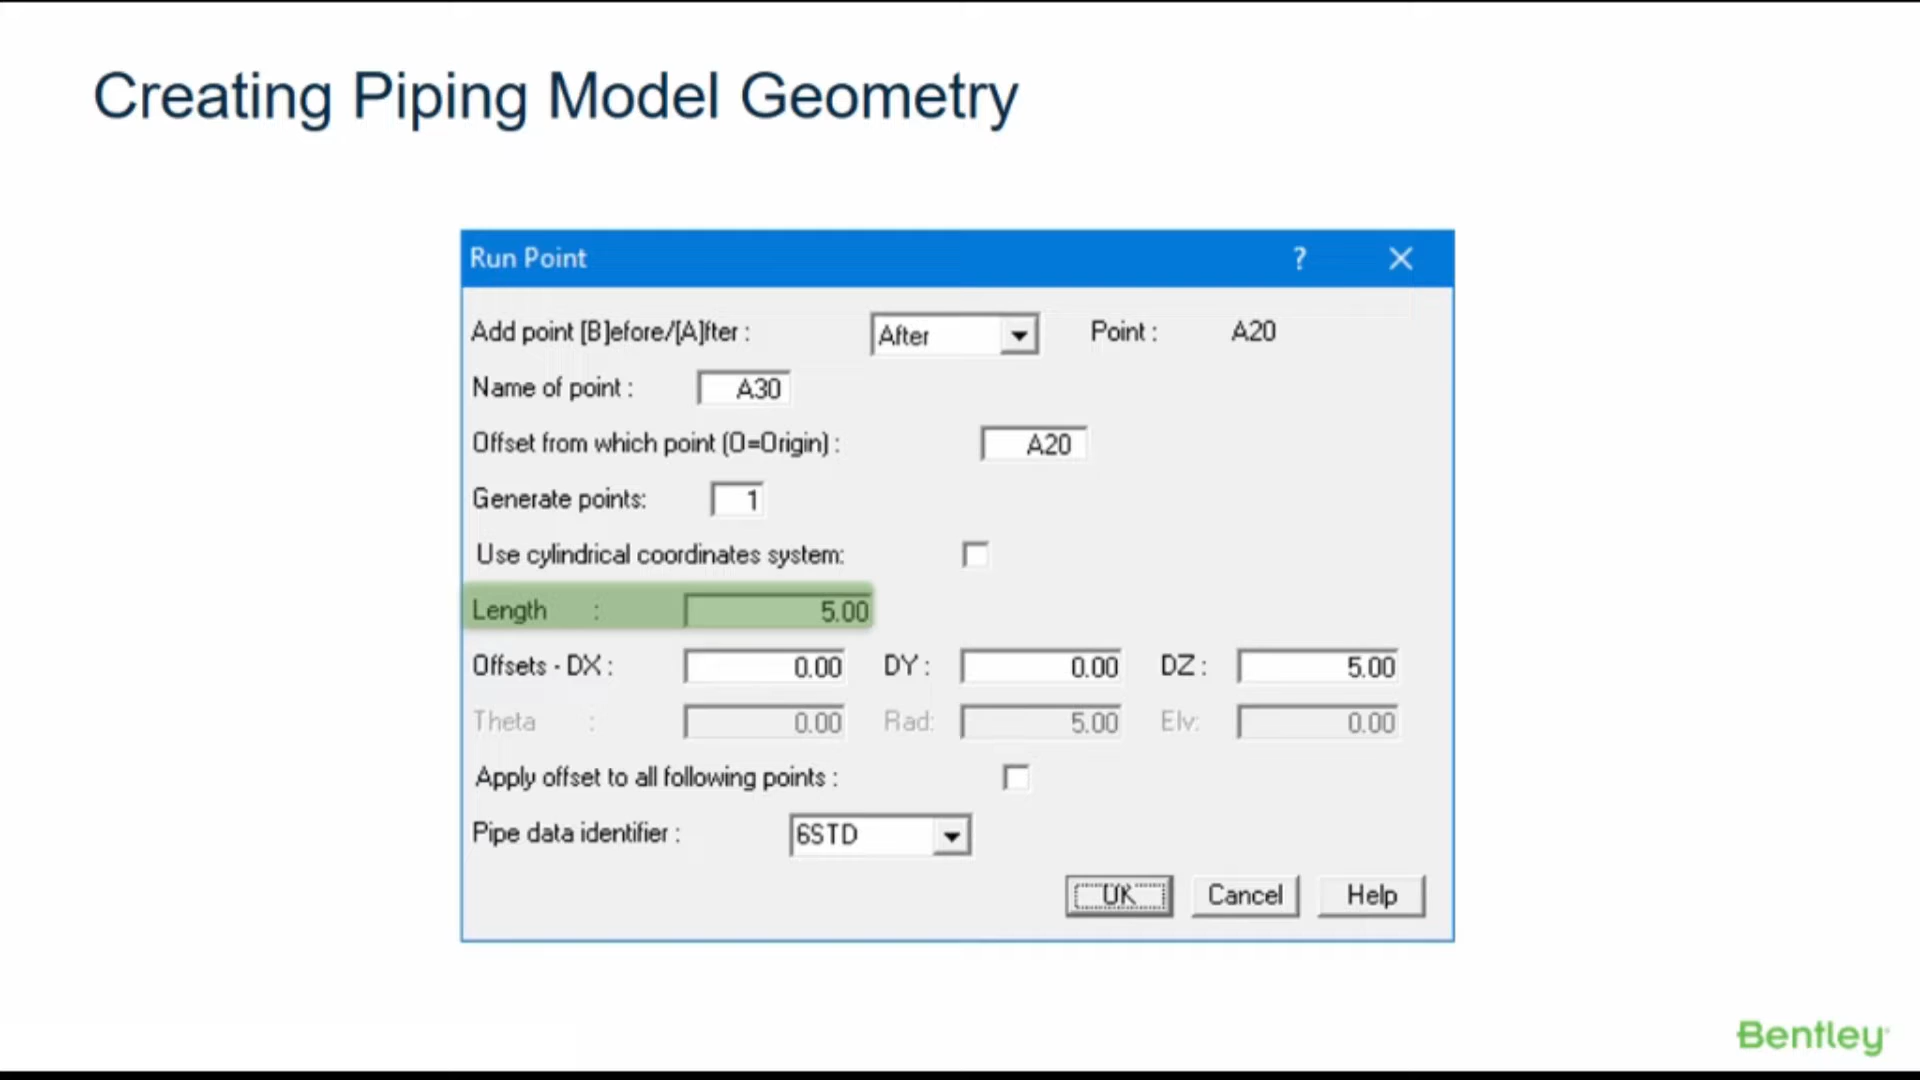 Creating Piping Model Geometry
Run Point ?
Add point [B]efore/[A]fter : After Point : A20
Name of point : A30
Offset from which point (O=Origin) : A20
Generate points: 1
Use cylindrical coordinates system:
Length : 5.00
Offsets - DX : 0.00 DY : 0.00 DZ : 5.00
Theta : 0.00 Rad: 5.00 Elv: 0.00
Apply offset to all following points :
Pipe data identifier : 6STD
OK Cancel Help
Bentley